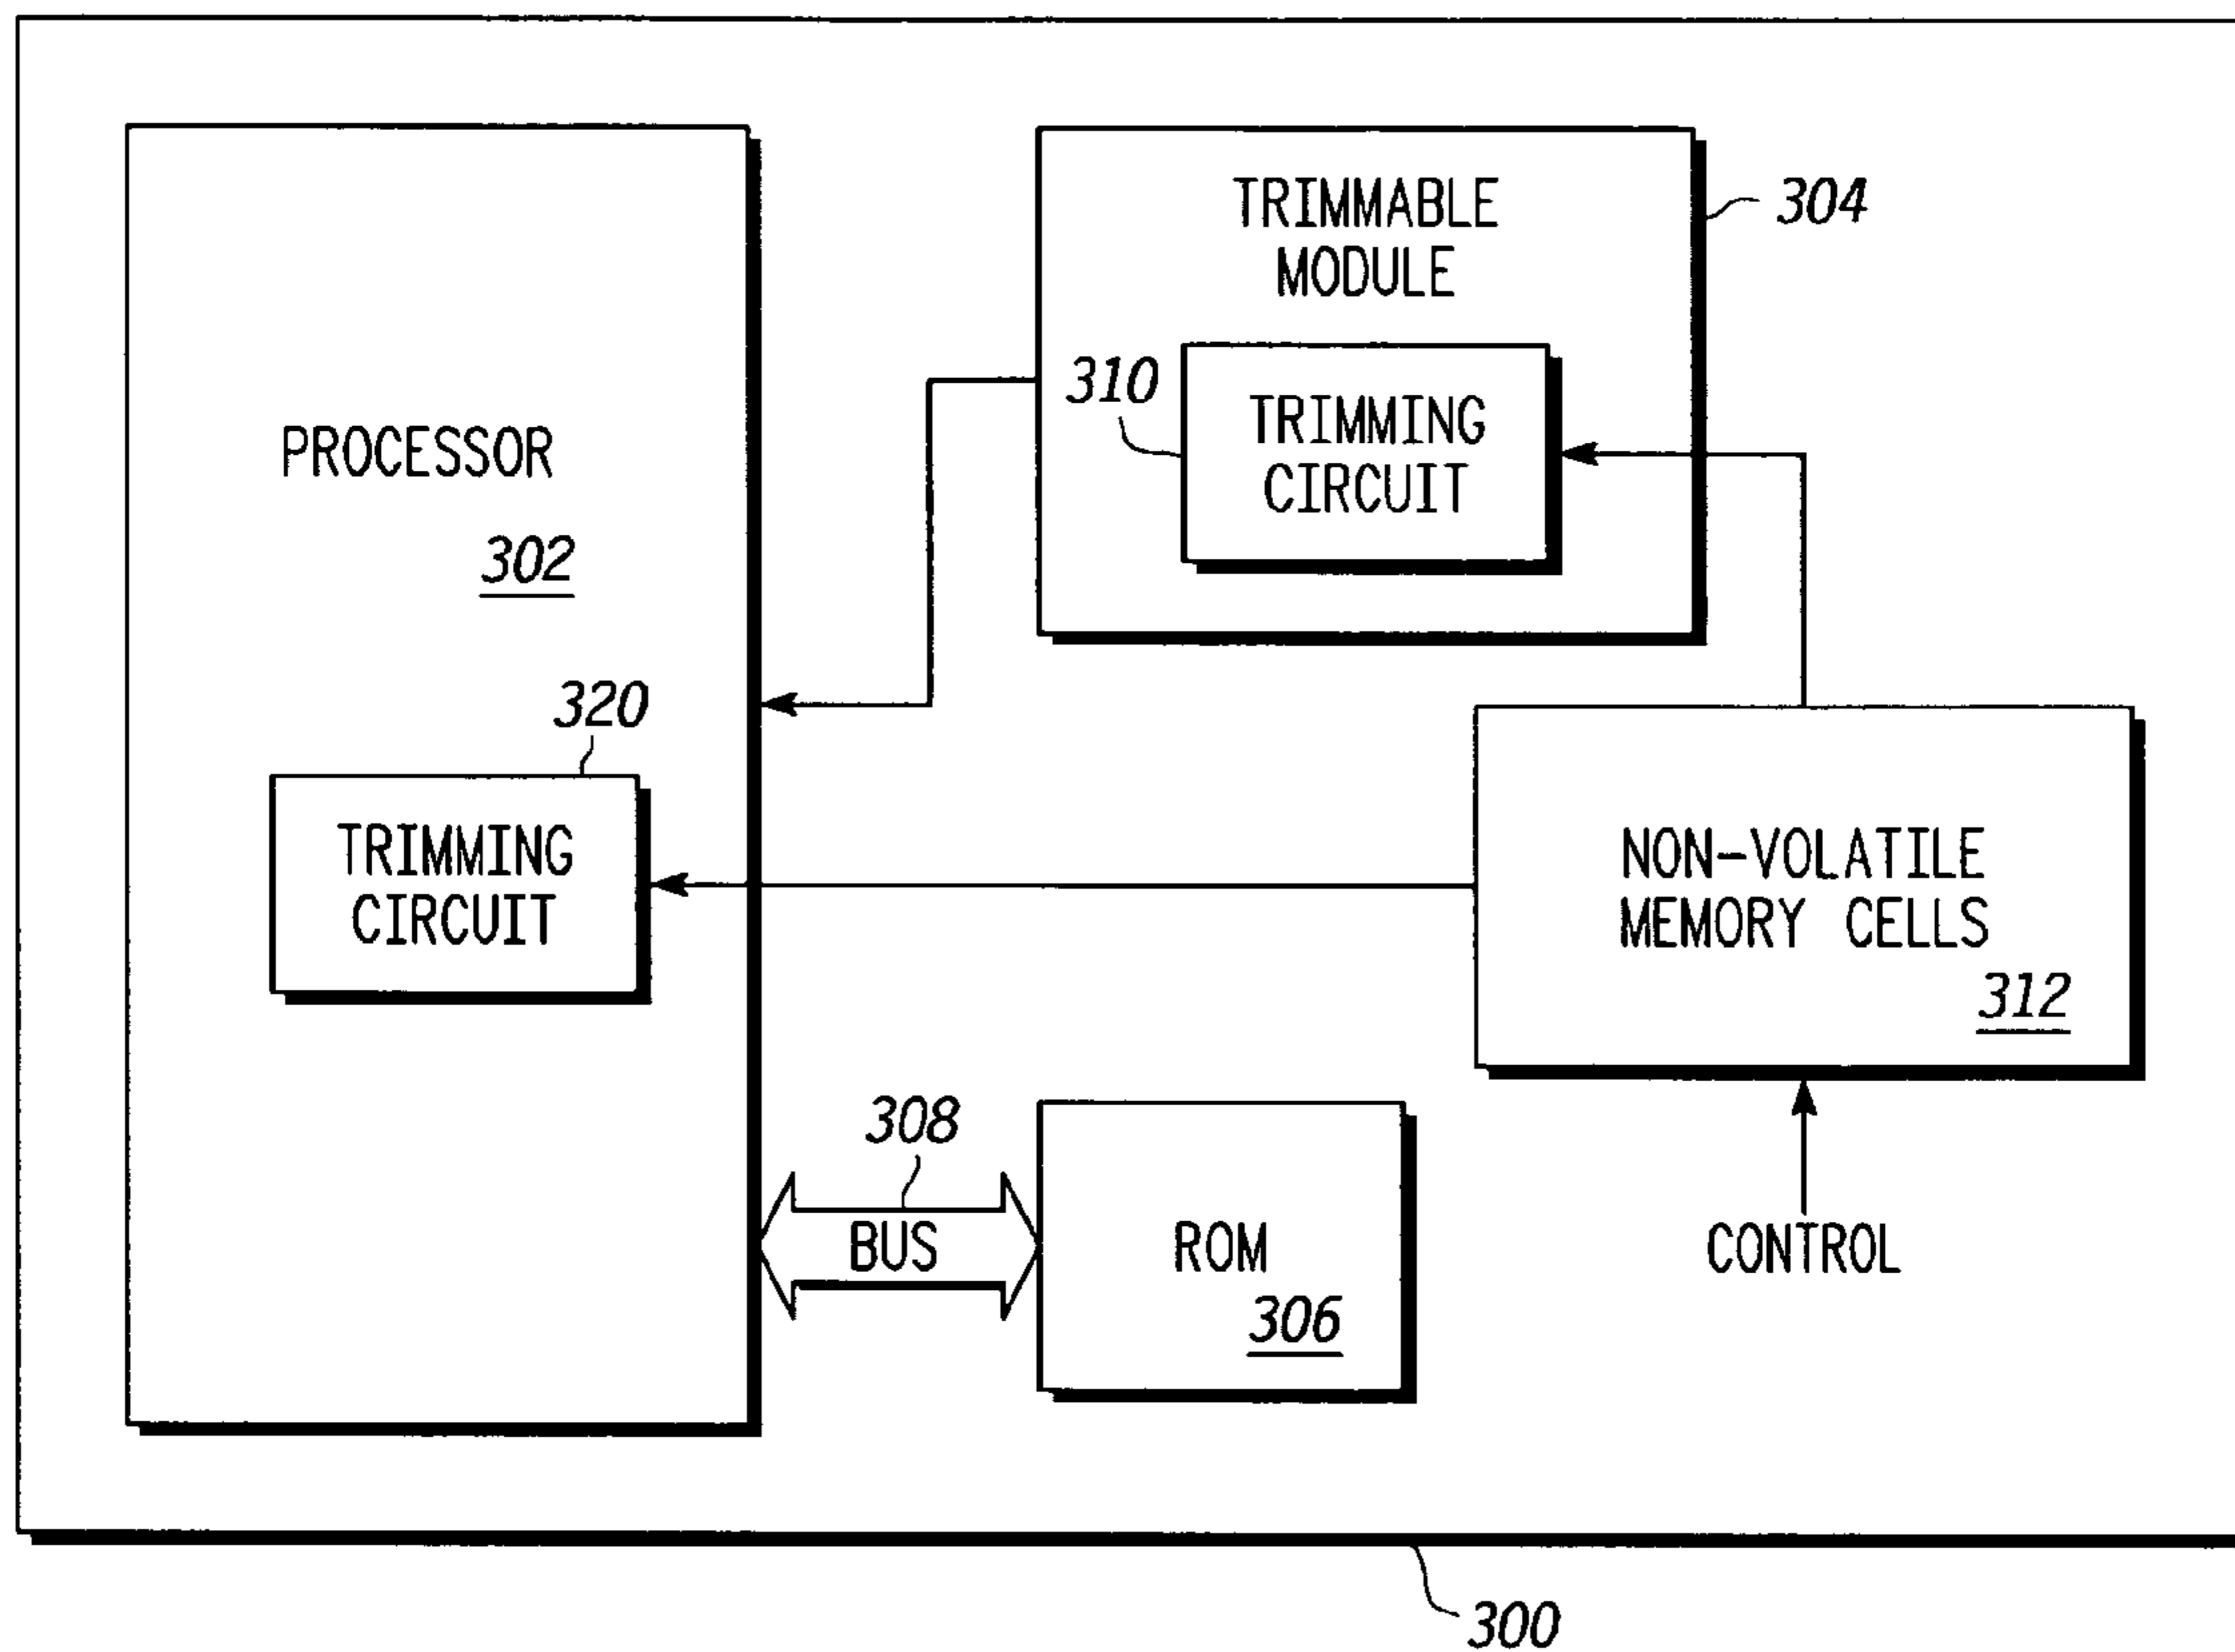 PROCESSOR
302
320
TRIMMING
CIRCUIT
TRIMMABLE
MODULE
304
310
TRIMMING
CIRCUIT
NON-VOLATILE
MEMORY CELLS
312
308
BUS
ROM
306
CONTROL
300